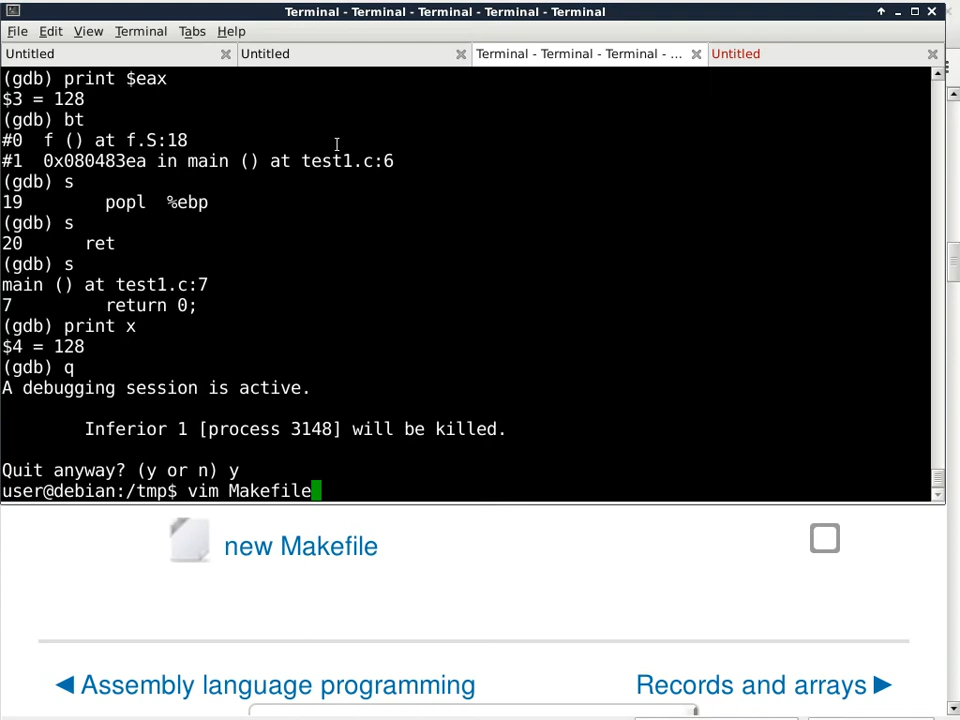 Terminal - Terminal - Terminal - Terminal - Terminal
File Edit View Terminal Tabs Help
Untitled Untitled Terminal - Terminal - Terminal - ... Untitled
(gdb) print $eax
$3 = 128
(gdb) bt
#0  f () at f.S:18
#1  0x080483ea in main () at test1.c:6
(gdb) s
19        popl  %ebp
(gdb) s
20      ret
(gdb) s
main () at test1.c:7
7        return 0;
(gdb) print x
$4 = 128
(gdb) q
A debugging session is active.
Inferior 1 [process 3148] will be killed.
Quit anyway? (y or n) y
user@debian:/tmp$ vim Makefile
new Makefile
◄ Assembly language programming
Records and arrays ►